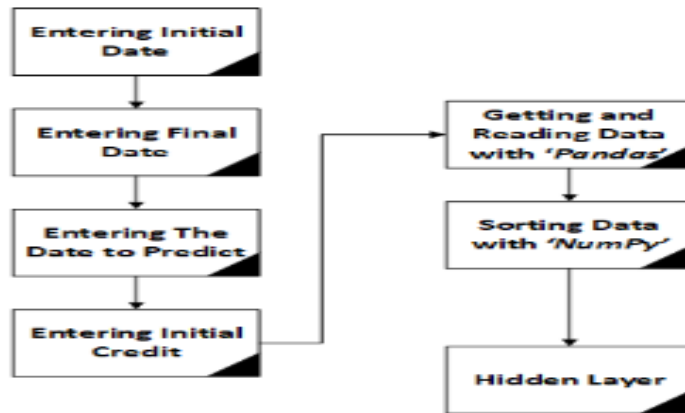 Entering Initial
Date
Entering Final
Date
Entering The
Date to Predict
Entering Initial
Credit
Getting and
Reading Data
with 'Pandas'
Sorting Data
with 'NumPy'
Hidden Layer